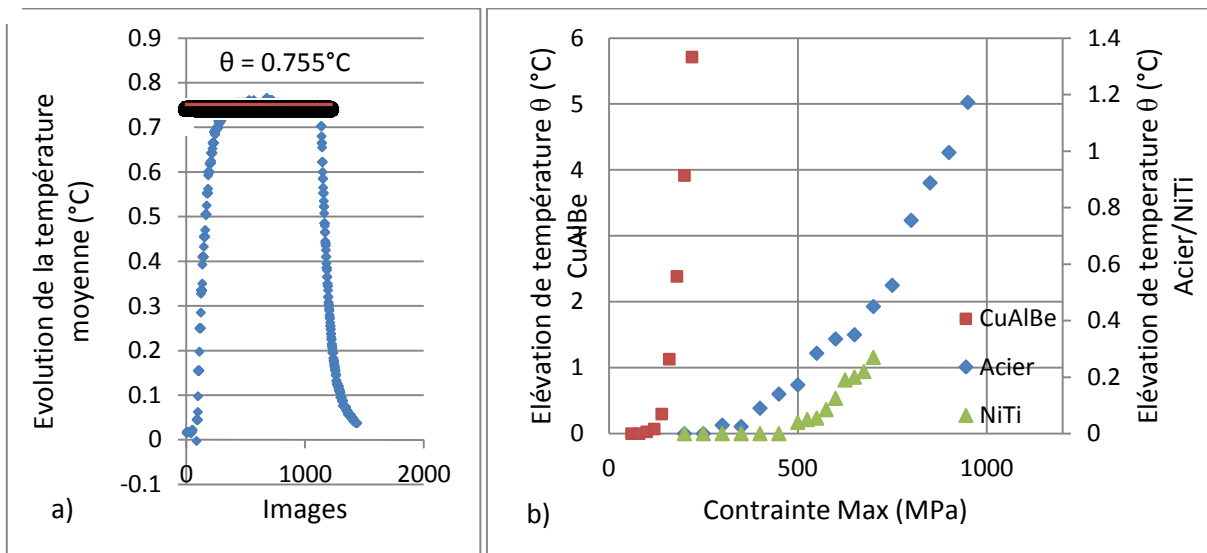 0.9
0.8
0.7
0.6
0.5
0.4
0.3
0.2
0.1
0
-0.1
θ = 0.755°C
Evolution de la température
moyenne (°C)
0
1000
2000
Images
a)
6
5
4
3
2
1
0
Elévation de température θ (°C)
CuAlBe
1.4
1.2
1
0.8
0.6
0.4
0.2
0
Elévation de temperature θ (°C)
Acier/NiTi
CuAlBe
Acier
NiTi
0
500
1000
Contrainte Max (MPa)
b)